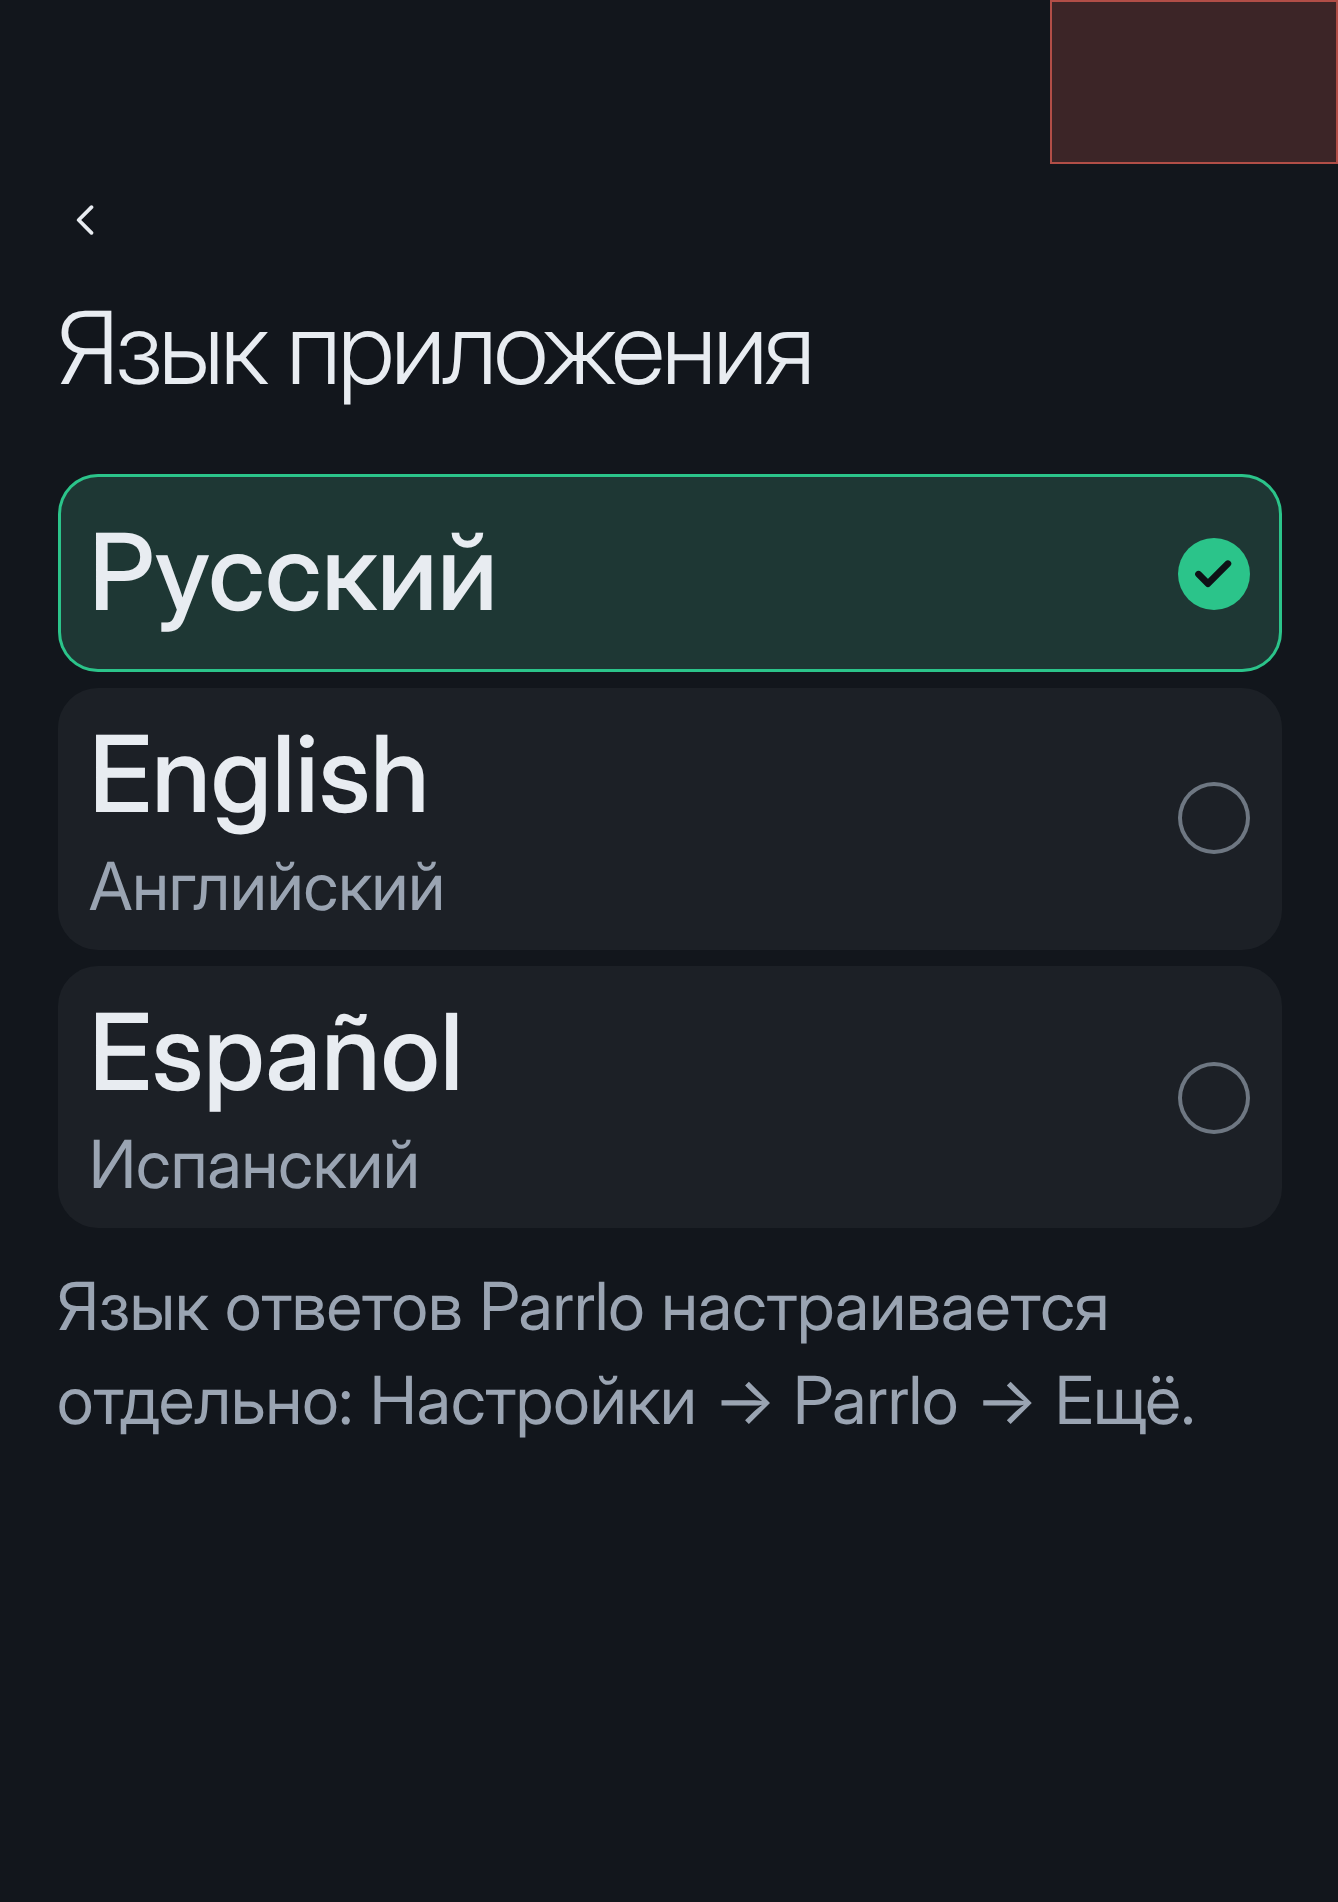 Язык приложения
Русский
English
Английский
Español
Испанский
Язык ответов Parrlo настраивается
отдельно: Настройки → Parrlo → Ещё.